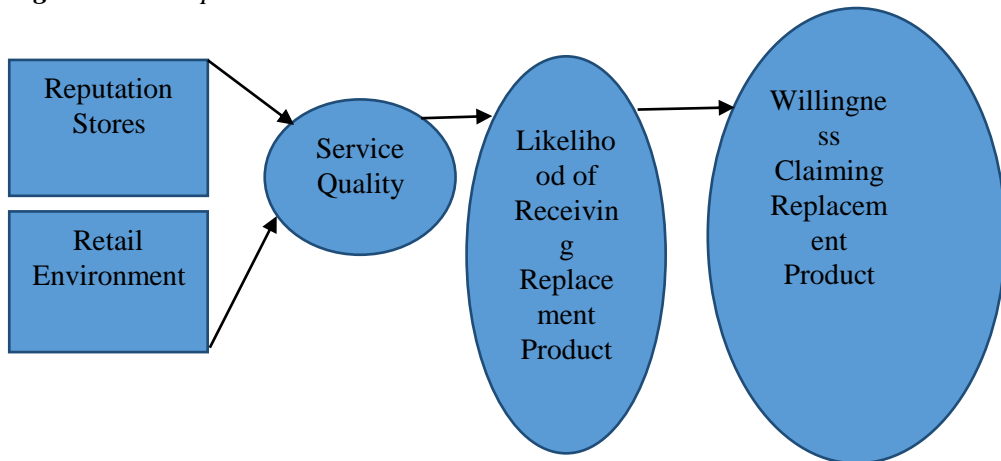 Reputation
Stores
Retail
Environment
Service
Quality
Likeliho
od of
Receivin
g
Replace
ment
Product
Willingne
ss
Claiming
Replacem
ent
Product